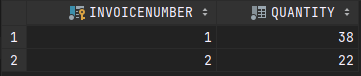 INVOICENUMBER QUANTITY
1 1 38
2 2 22